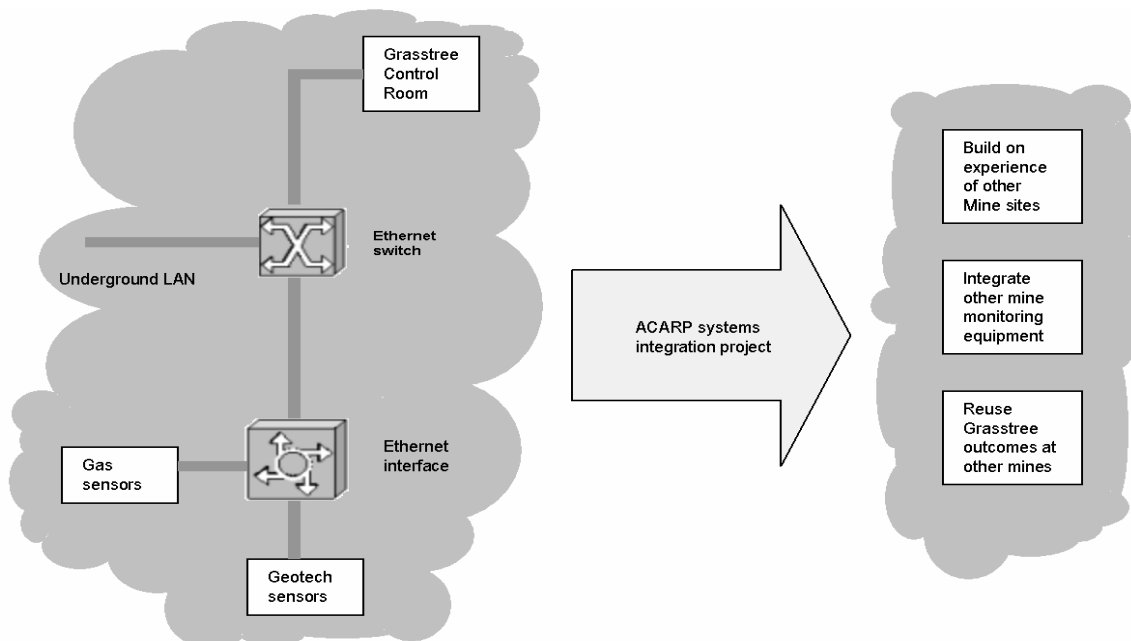 Grasstree
Control
Room
Ethernet
switch
Underground LAN
Ethernet
interface
Gas
sensors
Geotech
sensors
ACARP systems
integration project
Build on
experience
of other
Mine sites
Integrate
other mine
monitoring
equipment
Reuse
Grasstree
outcomes at
other mines